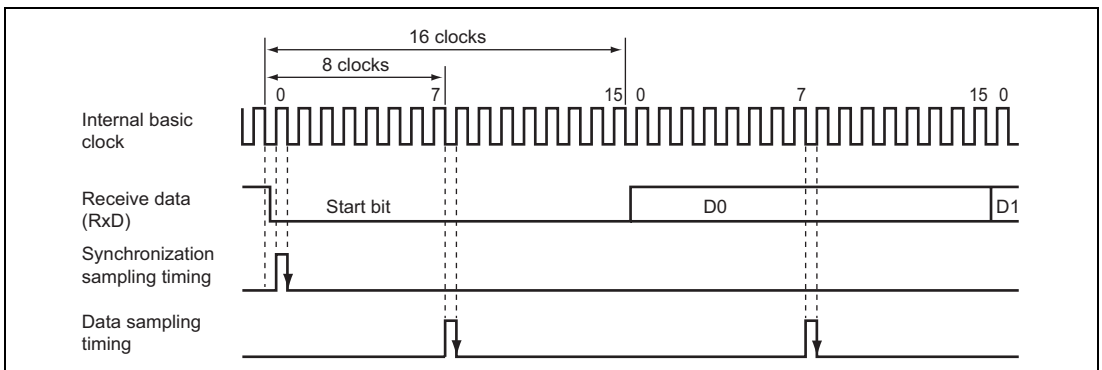 16 clocks
8 clocks
0 7 15 0 7 15 0
Internal basic
clock
Receive data
(RxD)
Start bit D0 D1
Synchronization
sampling timing
Data sampling
timing